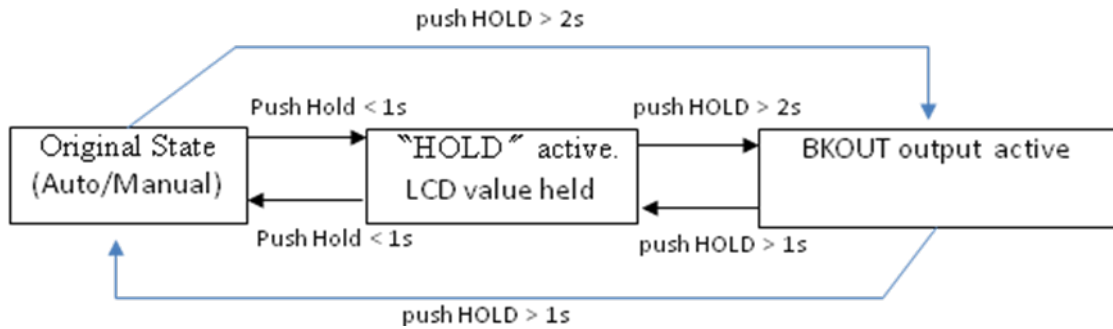 push HOLD > 2s
Push Hold < 1s
push HOLD > 2s
Original State
(Auto/Manual)
〝HOLD〞 active.
LCD value held
BKOUT output active
Push Hold < 1s
push HOLD > 1s
push HOLD > 1s